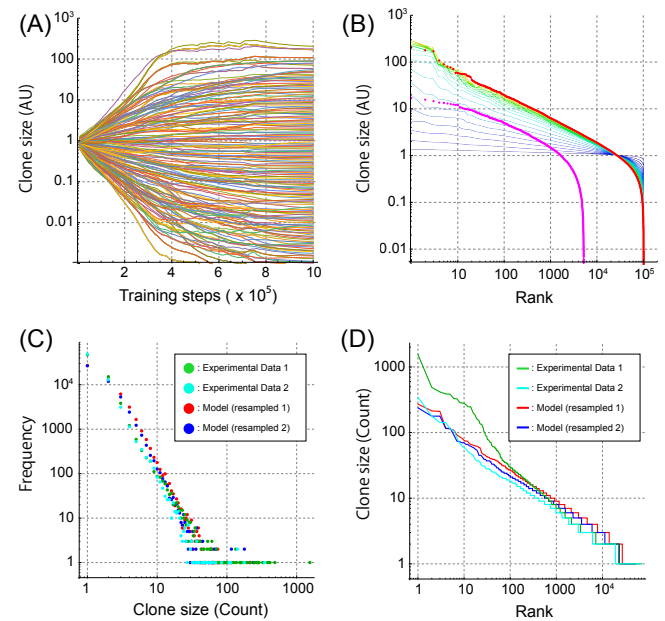 (A)
10³
100
10
1
0.1
0.01
Clone size (AU)
2
4
6
8
10
Training steps ( x 10⁵)
(B)
10³
100
10
1
0.1
0.01
Clone size (AU)
10
100
1000
10⁴
10⁵
Rank
(C)
10⁴
1000
100
10
1
Frequency
1
10
100
1000
Clone size (Count)
: Experimental Data 1
: Experimental Data 2
: Model (resampled 1)
: Model (resampled 2)
(D)
1000
100
10
1
Clone size (Count)
1
10
100
1000
10⁴
Rank
: Experimental Data 1
: Experimental Data 2
: Model (resampled 1)
: Model (resampled 2)